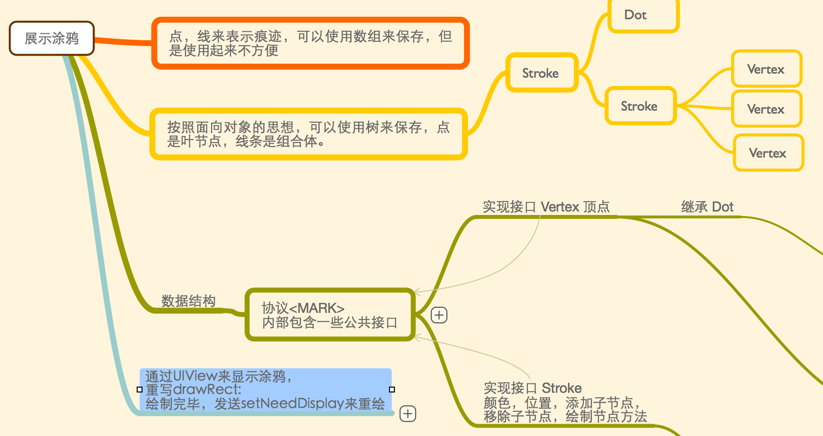 展示涂鸦
点，线来表示痕迹，可以使用数组来保存，但
是使用起来不方便
按照面向对象的思想，可以使用树来保存，点
是叶节点，线条是组合体。
Stroke
Dot
Stroke
Vertex
Vertex
Vertex
数据结构
协议<MARK>
内部包含一些公共接口
实现接口 Vertex 顶点
继承 Dot
实现接口 Stroke
颜色，位置，添加子节点，
移除子节点，绘制节点方法
通过UIView来显示涂鸦，
重写drawRect:
绘制完毕，发送setNeedDisplay来重绘